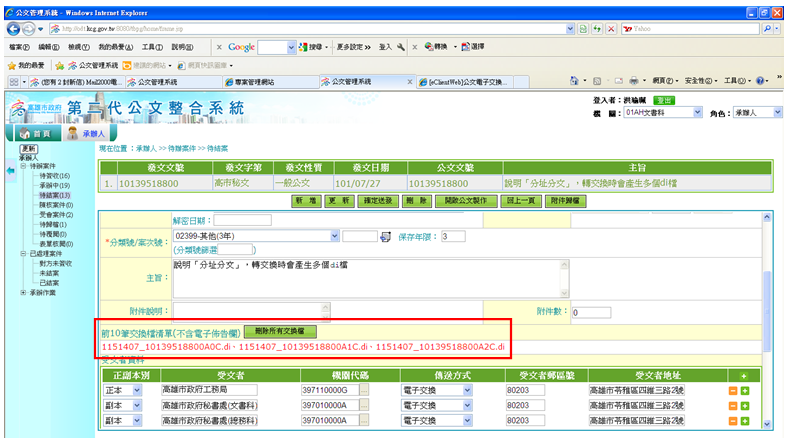 公文管理系統 - Windows Internet Explorer
kcg.gov.tw
Yahoo
檔案(F) 編輯(E) 檢視(V) 我的最愛(A) 工具(T) 說明(H)
Google
搜尋
更多設定 >>
登入
轉換
選擇
我的最愛
公文管理系統
建議的網站
網頁快訊圖庫
(您有 2 封新信) Mail2000電...
公文管理系統
專案管理網站
公文管理系統
[eClientWeb]公文電子交換...
網頁(P)
安全性(S)
工具(O)
高雄市政府 第二代公文整合系統
登入者：洪瑜珮 登出
機 關：01AH文書科 角色：承辦人
首頁 承辦人
更新
承辦人
待辦案件
待簽收(16)
承辦中(19)
待結案(13)
陳核案件(0)
受會案件(2)
待歸檔(1)
待覆閱(0)
表單核閱(0)
已處理案件
對方未簽收
未結案
已結案
承辦作業
現在位置：承辦人>>待辦案件>>待結案
發文文號 發文字第 發文性質 發文日期 公文文號 主旨
1. 10139518800 高市秘文 一般公文 101/07/27 10139518800 說明「分址分文」，轉交換時會產生多個di檔
新 增 更 新 確定送發 刪 除 開啟公文製作 回上一頁 附件歸檔
解密日期：
*分類號/案次號： 02399-其他(3年) 保存年限： 3
(分類號篩選 )
主旨： 說明「分址分文」，轉交換時會產生多個di檔
附件說明： 附件數： 0
前10筆交換檔清單(不含電子佈告欄) 刪除所有交換檔
1151407_10139518800A0C.di、1151407_10139518800A1C.di、1151407_10139518800A2C.di
受文者資料
正副本別 受文者 機關代碼 傳送方式 受文者郵區號 受文者地址
正本 高雄市政府工務局 397110000G ... 電子交換 80203 高雄市苓雅區四維三路2號
副本 高雄市政府秘書處(文書科) 397010000A ... 電子交換 80203 高雄市苓雅區四維三路2號
副本 高雄市政府秘書處(總務科) 397010000A ... 電子交換 80203 高雄市苓雅區四維三路2號